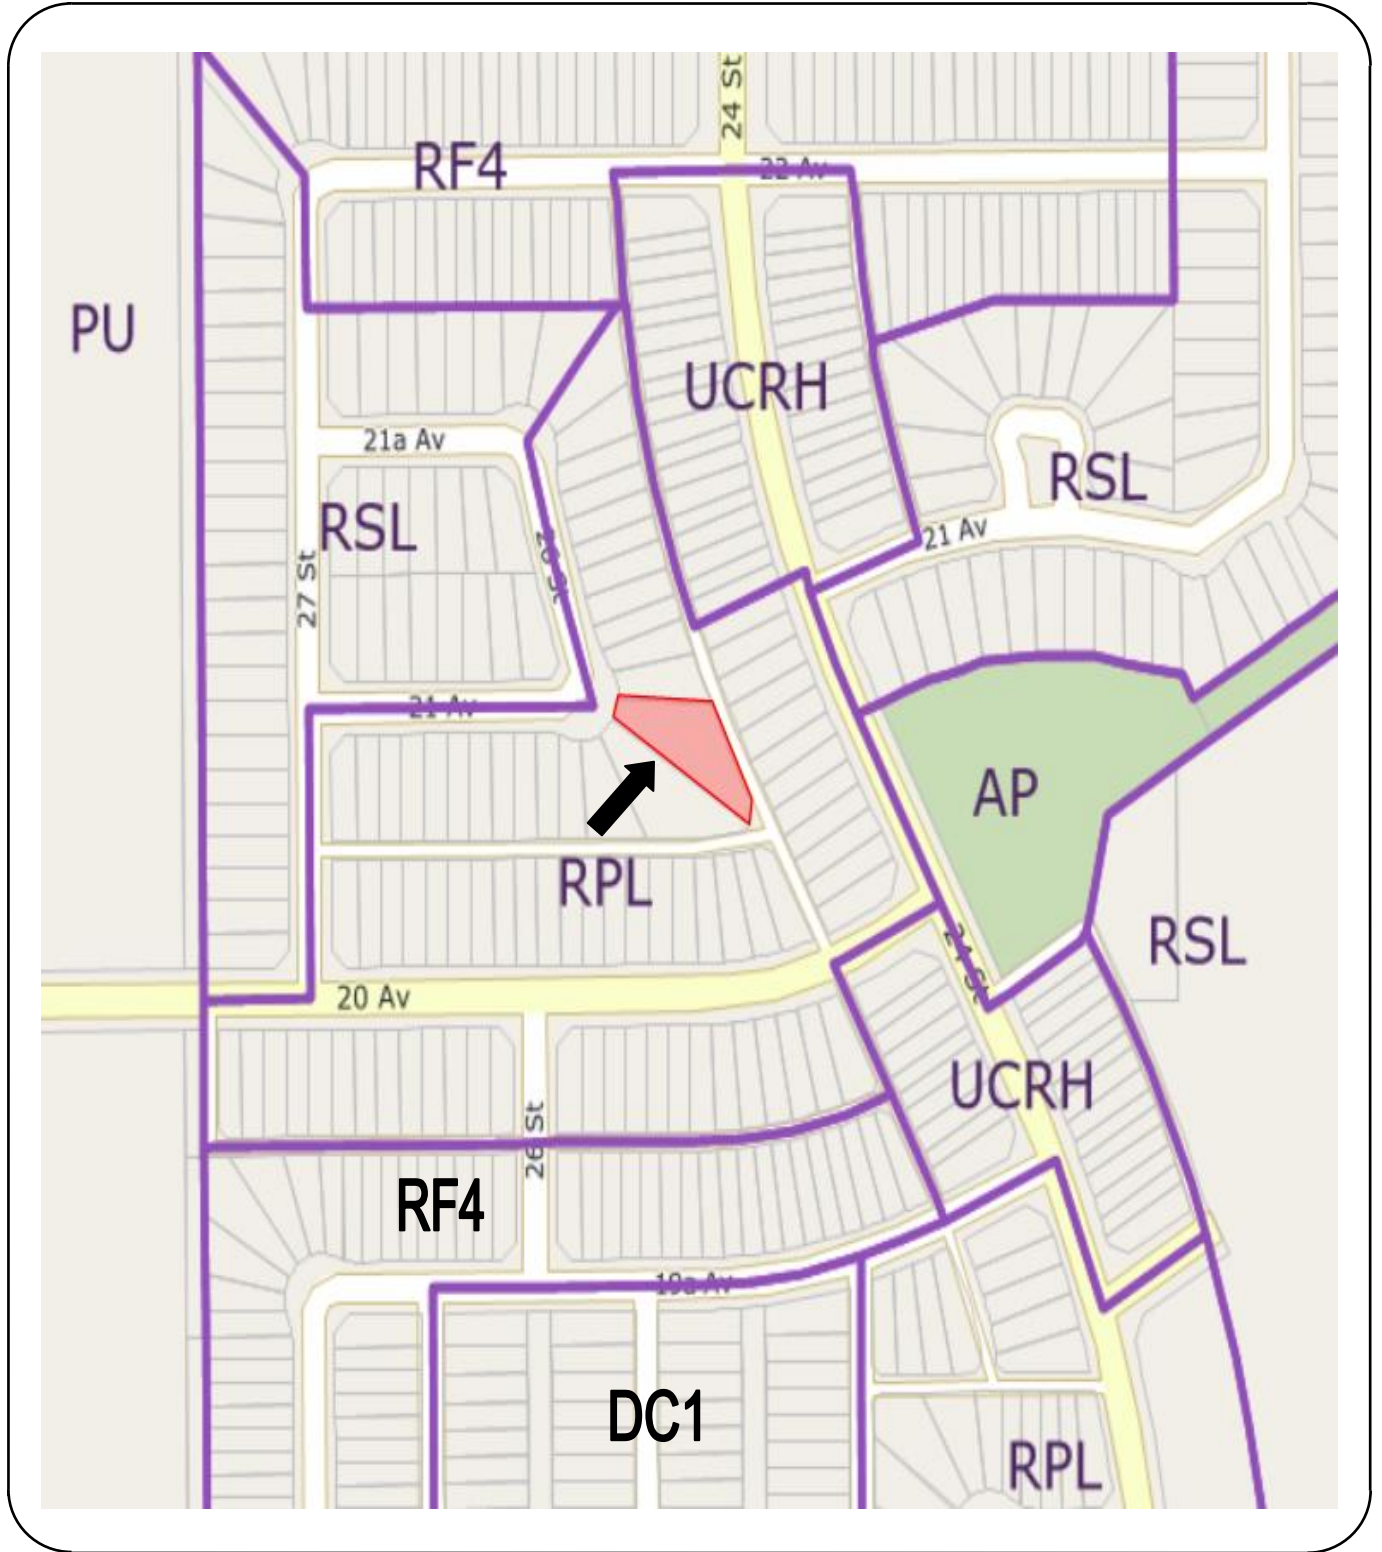 24 St
RF4
22 Av
PU
UCRH
21a Av
RSL
RSL
21 Av
26 St
27 St
21 Av
AP
RPL
RSL
24 St
20 Av
UCRH
26 St
RF4
19a Av
DC1
RPL